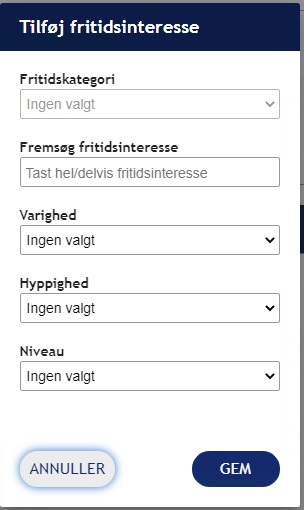 Tilføj fritidsinteresse
Fritidskategori
Ingen valgt
Fremsøg fritidsinteresse
Tast hel/delvis fritidsinteresse
Varighed
Ingen valgt
Hyppighed
Ingen valgt
Niveau
Ingen valgt
ANNULLER GEM